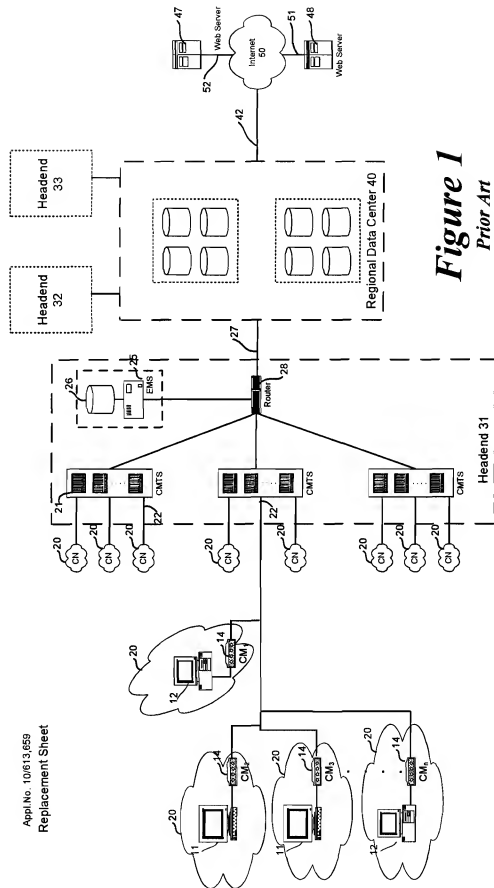 Appl.No. 10/613,659
Replacement Sheet
Headend
32
Headend
33
47
Web Server
52
Internet
50
51
48
Web Server
42
Regional Data Center 40
27
26
25
EMS
28
Router
21
CMTS
22
CMTS
22
CMTS
Headend 31
20
CN
20
CN
20
CN
20
CN
20
CN
20
CN
20
CN
20
CN
20
12
14
CM
20
11
14
CM2
20
11
14
CM3
20
12
14
CMn
Figure 1
Prior Art